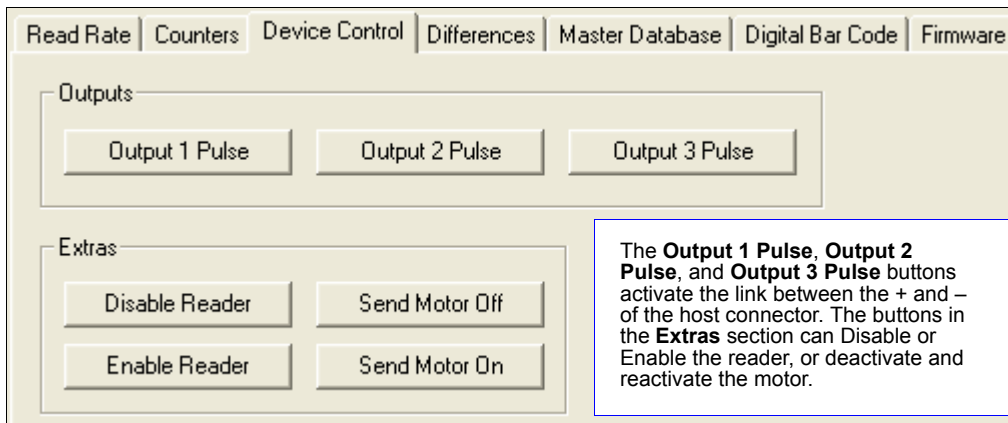 Read Rate Counters Device Control Differences Master Database Digital Bar Code Firmware
Outputs
Output 1 Pulse Output 2 Pulse Output 3 Pulse
Extras
Disable Reader Send Motor Off
Enable Reader Send Motor On
The Output 1 Pulse, Output 2
Pulse, and Output 3 Pulse buttons
activate the link between the + and –
of the host connector. The buttons in
the Extras section can Disable or
Enable the reader, or deactivate and
reactivate the motor.